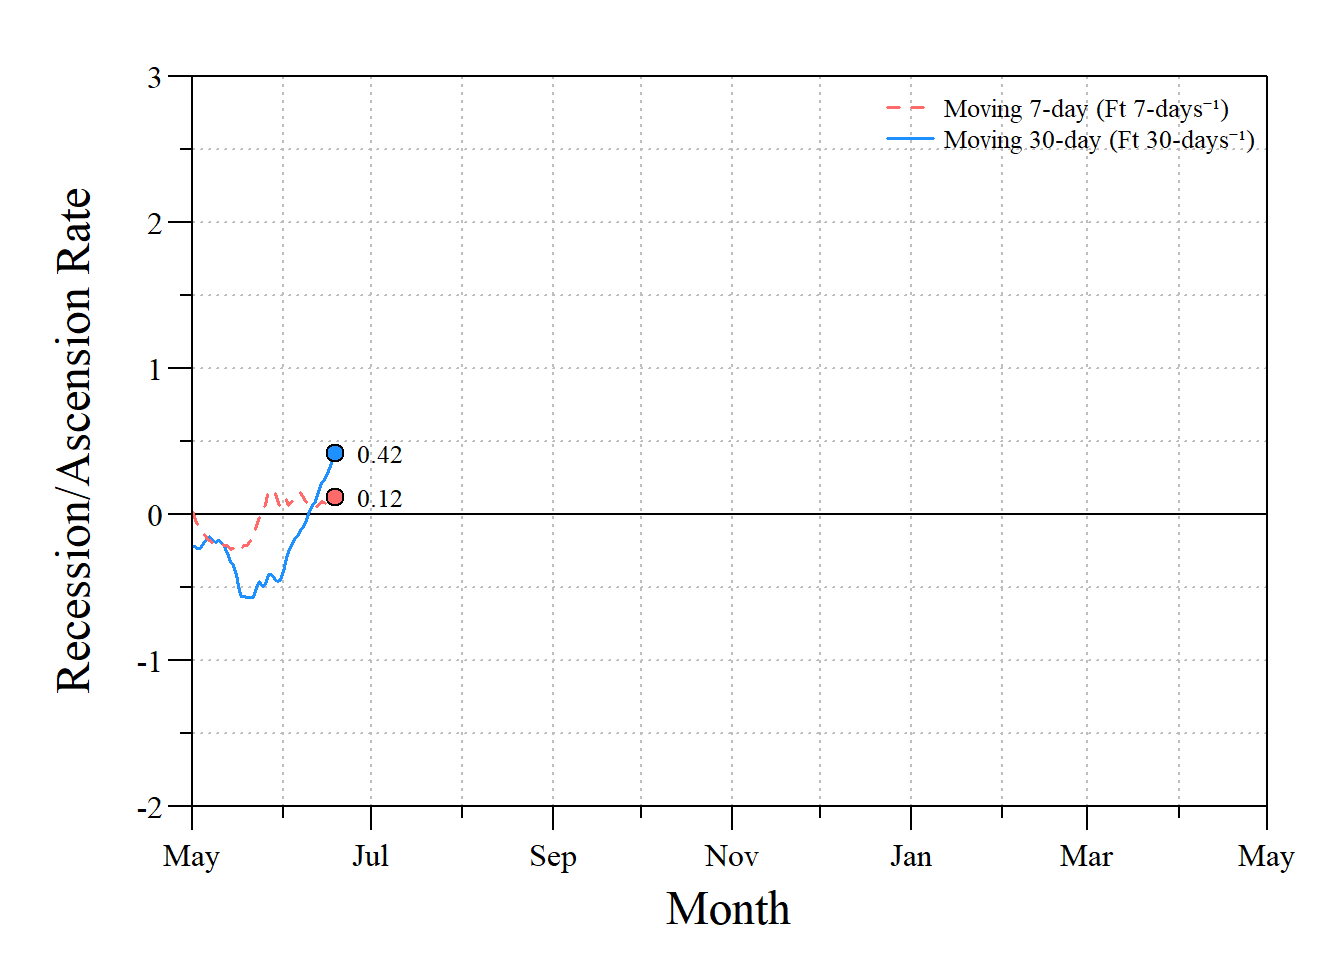 3
2
1
0
-1
-2
Recession/Ascension Rate
Moving 7-day (Ft 7-days⁻¹)
Moving 30-day (Ft 30-days⁻¹)
0.42
0.12
May Jul Sep Nov Jan Mar May
Month